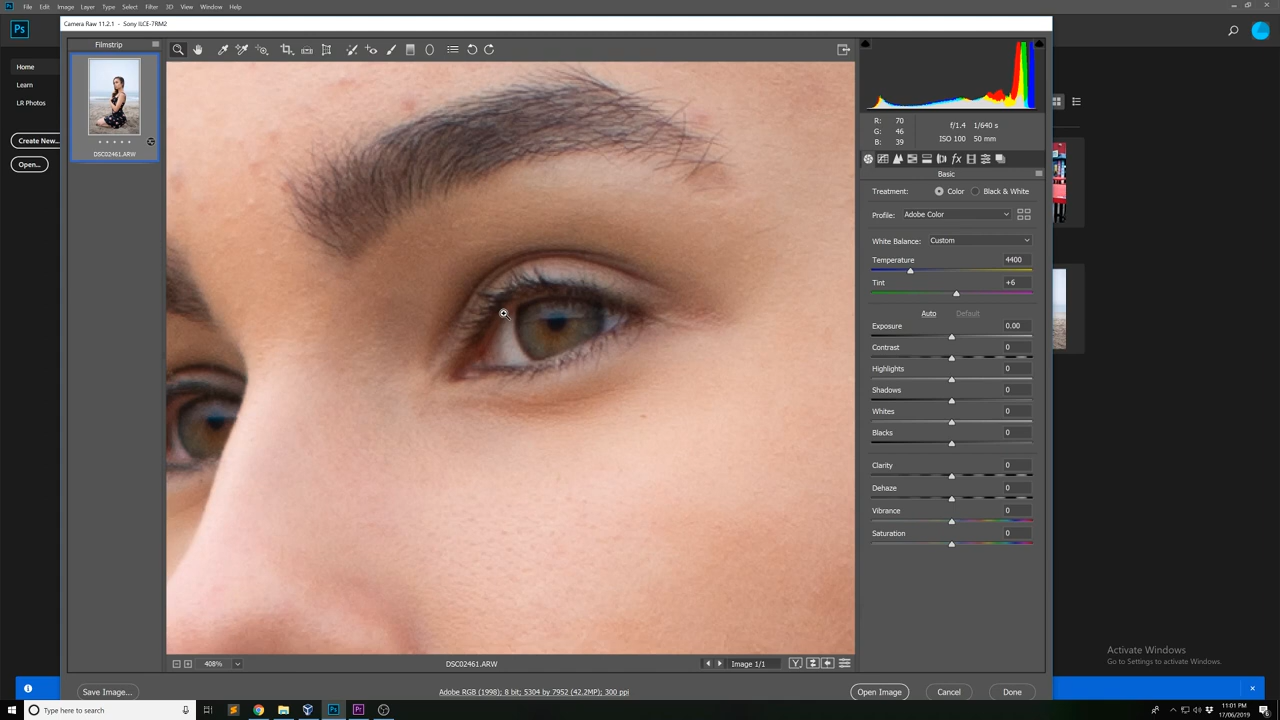 File Edit Image Layer Type Select Filter 3D View Window Help
Camera Raw 11.2.1 - Sony ILCE-7RM2
Ps
Filmstrip
Home
Learn
LR Photos
Create New...
Open...
DSC02461.ARW
R: 70
G: 46
B: 39
f/1.4 1/640 s
ISO 100 50 mm
fx
Basic
Treatment: Color Black & White
Profile: Adobe Color
White Balance: Custom
Temperature 4400
Tint +6
Auto Default
Exposure 0.00
Contrast 0
Highlights 0
Shadows 0
Whites 0
Blacks 0
Clarity 0
Dehaze 0
Vibrance 0
Saturation 0
Activate Windows
Go to Settings to activate Windows.
408% DSC02461.ARW Image 1/1 Y
Save Image... Adobe RGB (1998); 8 bit; 5304 by 7952 (42.2MP); 300 ppi Open Image Cancel Done
Type here to search
Ps Pr
11:01 PM
17/06/2019